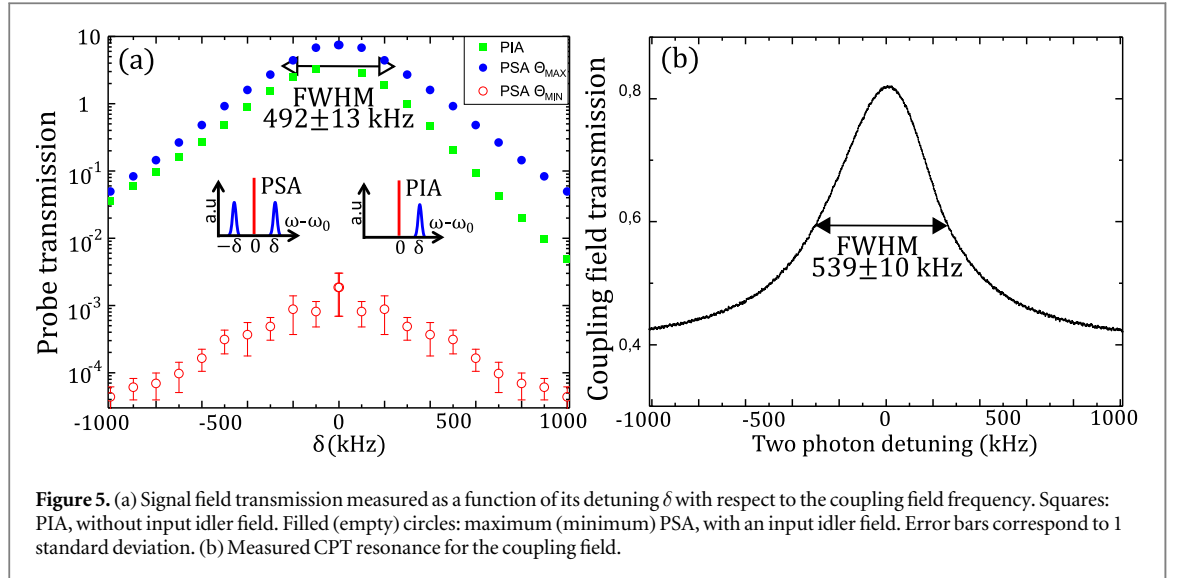 (a)
10
1
10⁻¹
10⁻²
10⁻³
10⁻⁴
Probe transmission
PIA
PSA Θ_MAX
PSA Θ_MIN
FWHM
492±13 kHz
a.u
PSA
ω-ω₀
−δ 0 δ
a.u
PIA
ω-ω₀
0 δ
-1000 -500 0 500 1000
δ(kHz)
(b)
0,8
0,6
0,4
Coupling field transmission
FWHM
539±10 kHz
-1000 -500 0 500 1000
Two photon detuning (kHz)
Figure 5. (a) Signal field transmission measured as a function of its detuning δ with respect to the coupling field frequency. Squares:
PIA, without input idler field. Filled (empty) circles: maximum (minimum) PSA, with an input idler field. Error bars correspond to 1
standard deviation. (b) Measured CPT resonance for the coupling field.